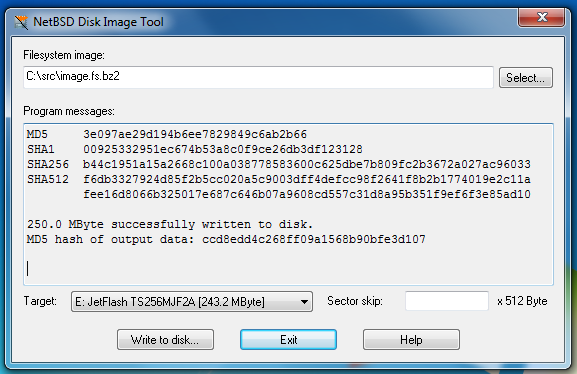 NetBSD Disk Image Tool
Filesystem image:
C:\src\image.fs.bz2
Select...
Program messages:
MD5 3e097ae29d194b6ee7829849c6ab2b66
SHA1 00925332951ec674b53a8c0f9ce26db3df123128
SHA256 b44c1951a15a2668c100a038778583600c625dbe7b809fc2b3672a027ac96033
SHA512 f6db3327924d85f2b5cc020a5c9003dff4defcc98f2641f8b2b1774019e2c11a
fee16d8066b325017e687c646b07a9608cd557c31d8a95b351f9ef6f3e85ad10
250.0 MByte successfully written to disk.
MD5 hash of output data: ccd8edd4c268ff09a1568b90bfe3d107
Target: E: JetFlash TS256MJF2A [243.2 MByte] Sector skip: x 512 Byte
Write to disk... Exit Help